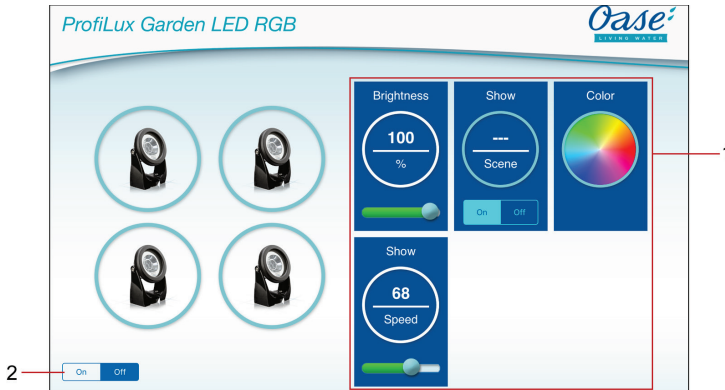 ProfiLux Garden LED RGB
Oase
LIVING WATER
Brightness
100
%
Show
---
Scene
On Off
Color
1
Show
68
Speed
2
On Off